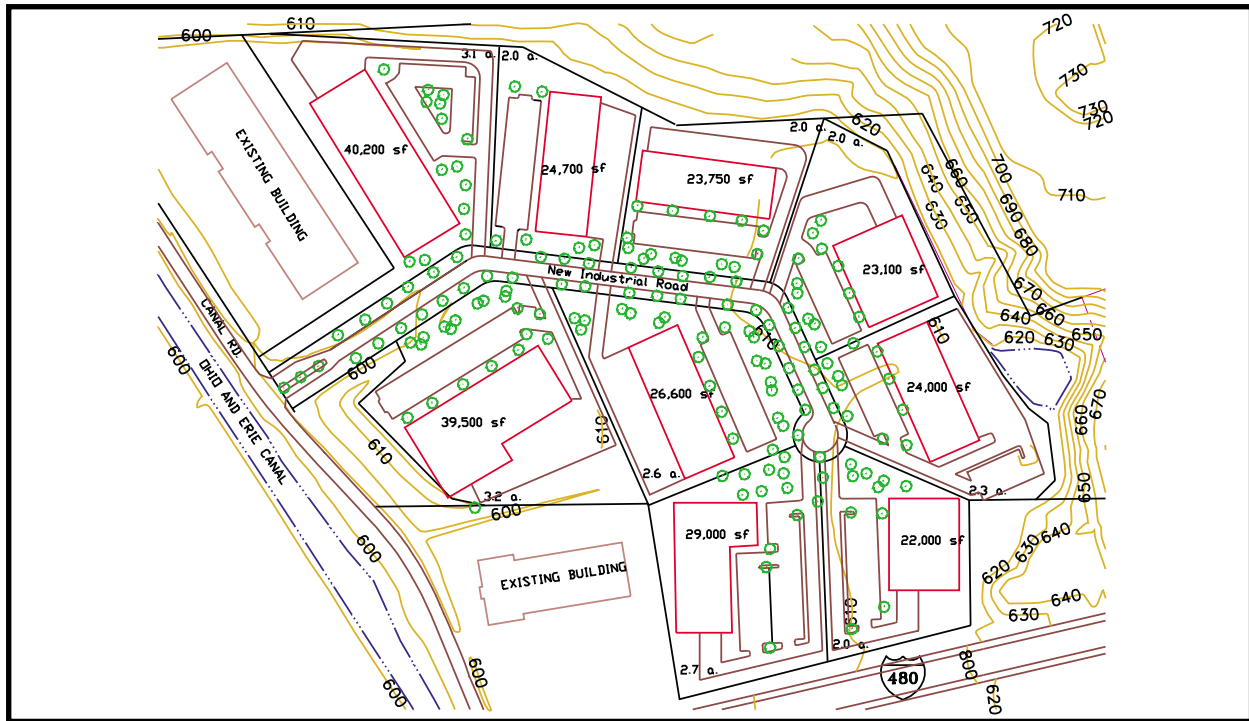 610
600
720
730
730
720
3.1 a.
2.0 a.
2.0 a.
2.0 a.
620
EXISTING BUILDING
40,200 sf
24,700 sf
23,750 sf
23,100 sf
640
630
660
650
700
690
680
710
New Industrial Road
670
660
640
650
620
630
CANAL RD.
600
OHIO AND ERIE CANAL
600
610
610
26,600 sf
24,000 sf
39,500 sf
610
610
660
670
650
2.6 a.
3.2 a.
2.3 a.
600
600
29,000 sf
22,000 sf
EXISTING BUILDING
620
630
640
640
630
610
2.0 a.
2.7 a.
600
600
480
800
620